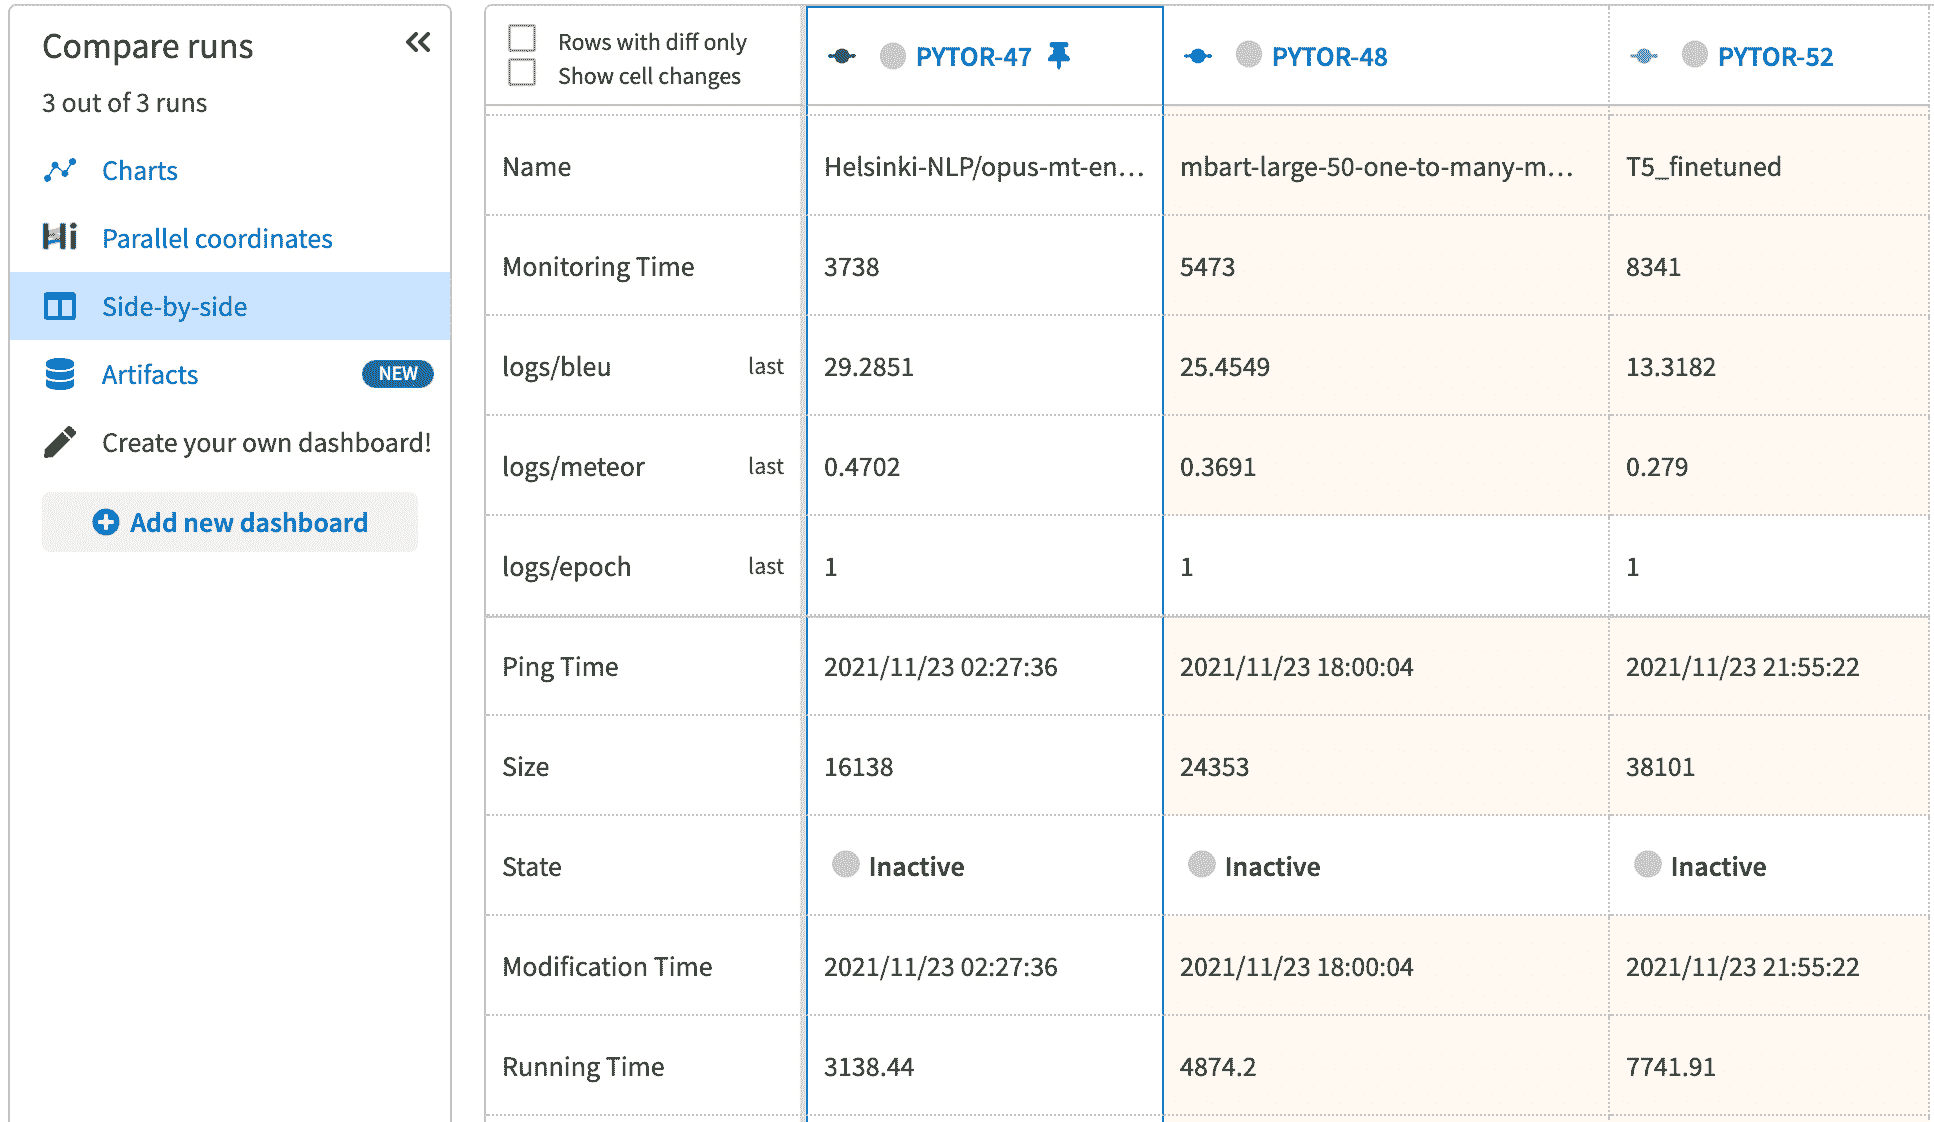 Compare runs
3 out of 3 runs
Charts
Parallel coordinates
Side-by-side
Artifacts NEW
Create your own dashboard!
Add new dashboard
Rows with diff only
Show cell changes
PYTOR-47 PYTOR-48 PYTOR-52
Name Helsinki-NLP/opus-mt-en... mbart-large-50-one-to-many-m... T5_finetuned
Monitoring Time 3738 5473 8341
logs/bleu last 29.2851 25.4549 13.3182
logs/meteor last 0.4702 0.3691 0.279
logs/epoch last 1 1 1
Ping Time 2021/11/23 02:27:36 2021/11/23 18:00:04 2021/11/23 21:55:22
Size 16138 24353 38101
State Inactive Inactive Inactive
Modification Time 2021/11/23 02:27:36 2021/11/23 18:00:04 2021/11/23 21:55:22
Running Time 3138.44 4874.2 7741.91